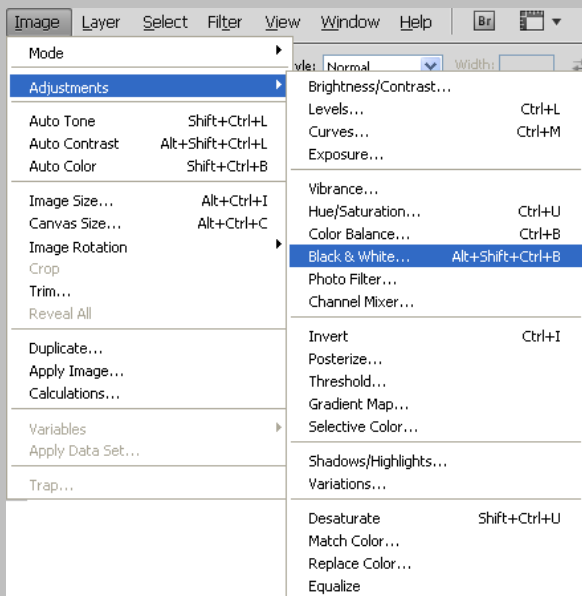 Image Layer Select Filter View Window Help Br
Mode
Style: Normal Width:
Adjustments
Auto Tone Shift+Ctrl+L
Auto Contrast Alt+Shift+Ctrl+L
Auto Color Shift+Ctrl+B
Image Size... Alt+Ctrl+I
Canvas Size... Alt+Ctrl+C
Image Rotation
Crop
Trim...
Reveal All
Duplicate...
Apply Image...
Calculations...
Variables
Apply Data Set...
Trap...
Brightness/Contrast...
Levels... Ctrl+L
Curves... Ctrl+M
Exposure...
Vibrance...
Hue/Saturation... Ctrl+U
Color Balance... Ctrl+B
Black & White... Alt+Shift+Ctrl+B
Photo Filter...
Channel Mixer...
Invert Ctrl+I
Posterize...
Threshold...
Gradient Map...
Selective Color...
Shadows/Highlights...
Variations...
Desaturate Shift+Ctrl+U
Match Color...
Replace Color...
Equalize